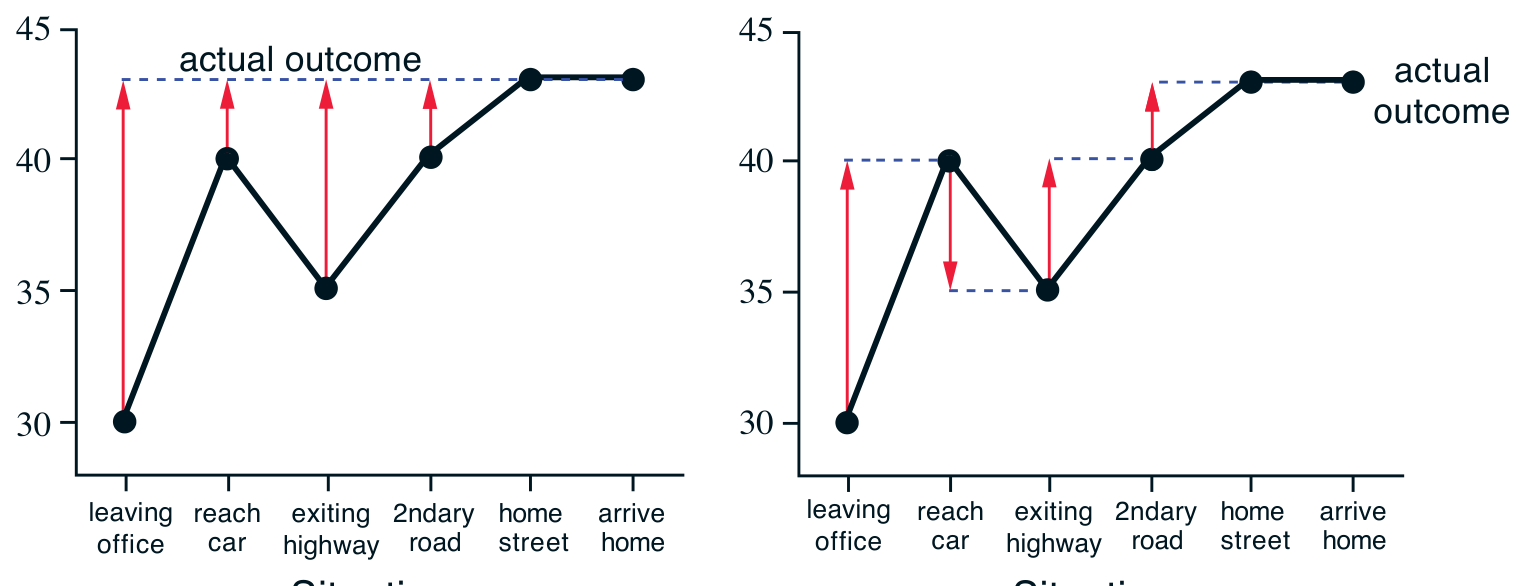 45
actual outcome
40
35
30
leaving office
reach car
exiting highway
2ndary road
home street
arrive home
45
actual
outcome
40
35
30
leaving office
reach car
exiting highway
2ndary road
home street
arrive home